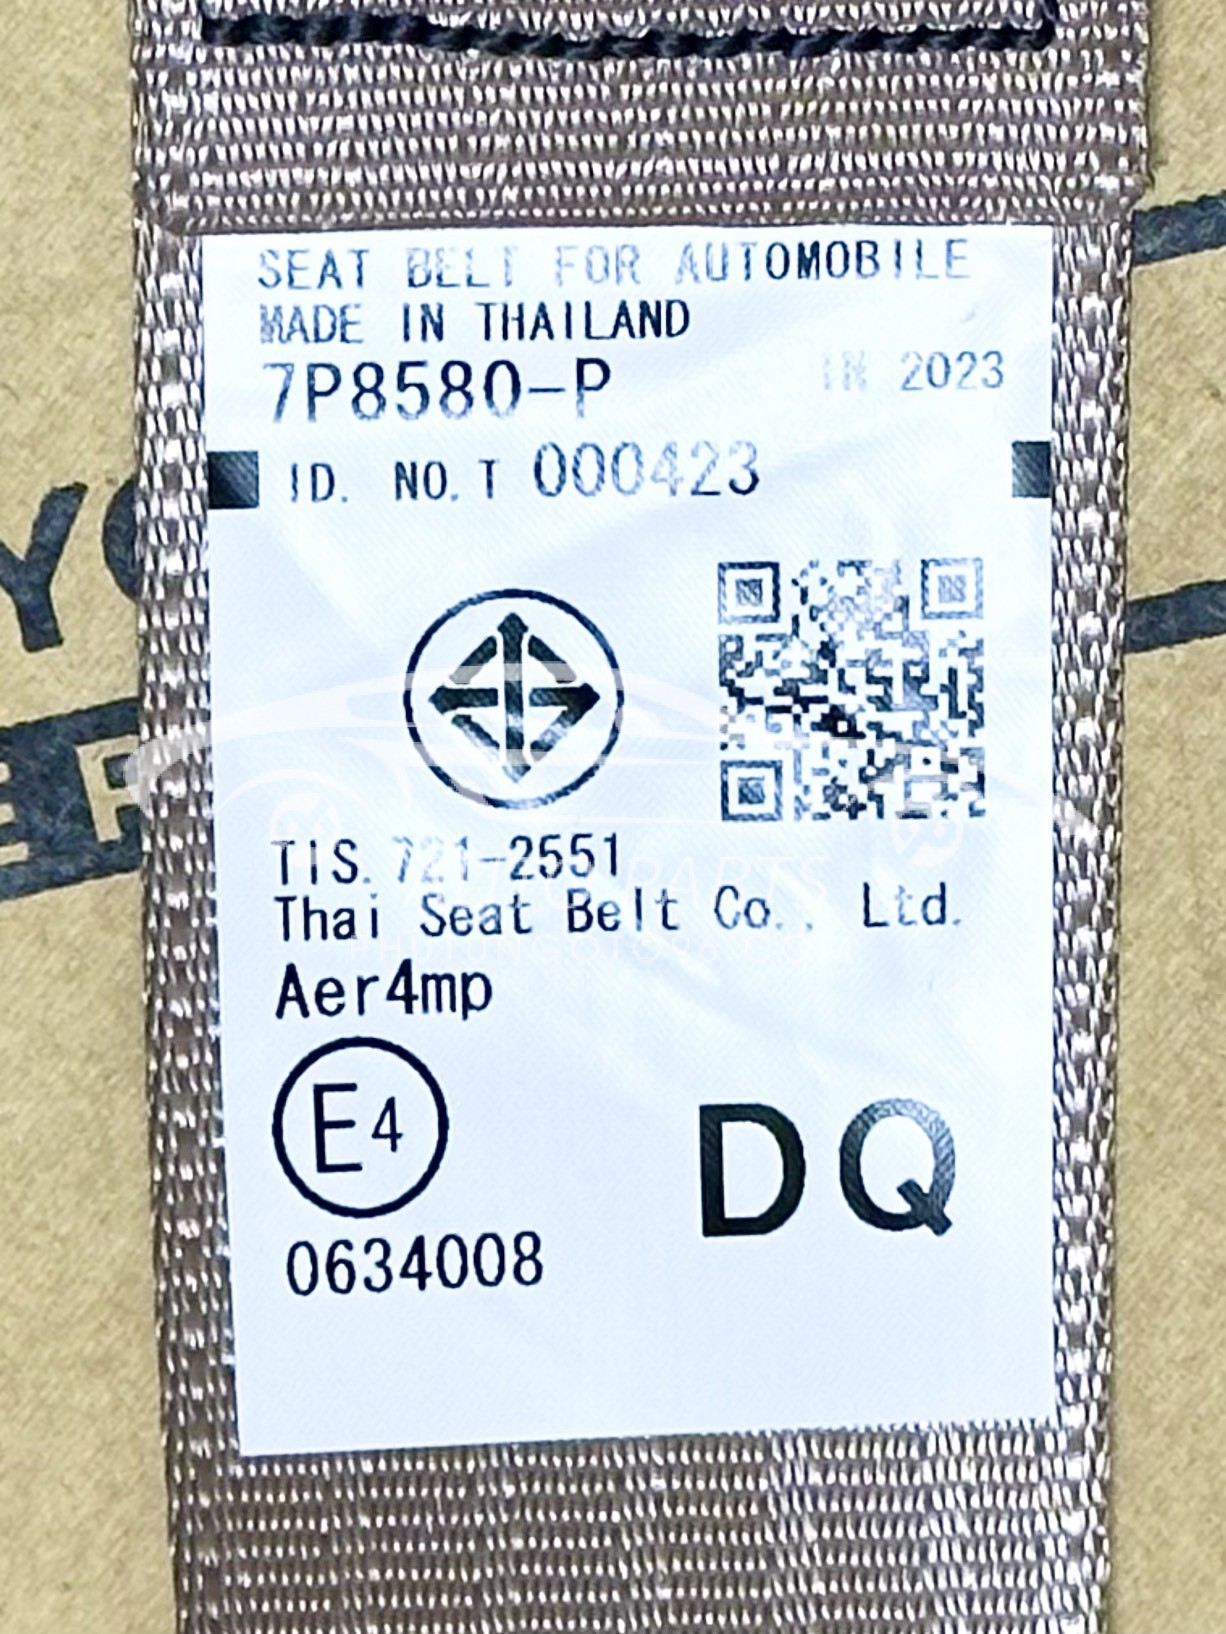 SEAT BELT FOR AUTOMOBILE
MADE IN THAILAND
7P8580-P IN 2023
ID. NO. T 000423
TIS. 721-2551
Thai Seat Belt Co., Ltd.
Aer4mp
E4
DQ
0634008